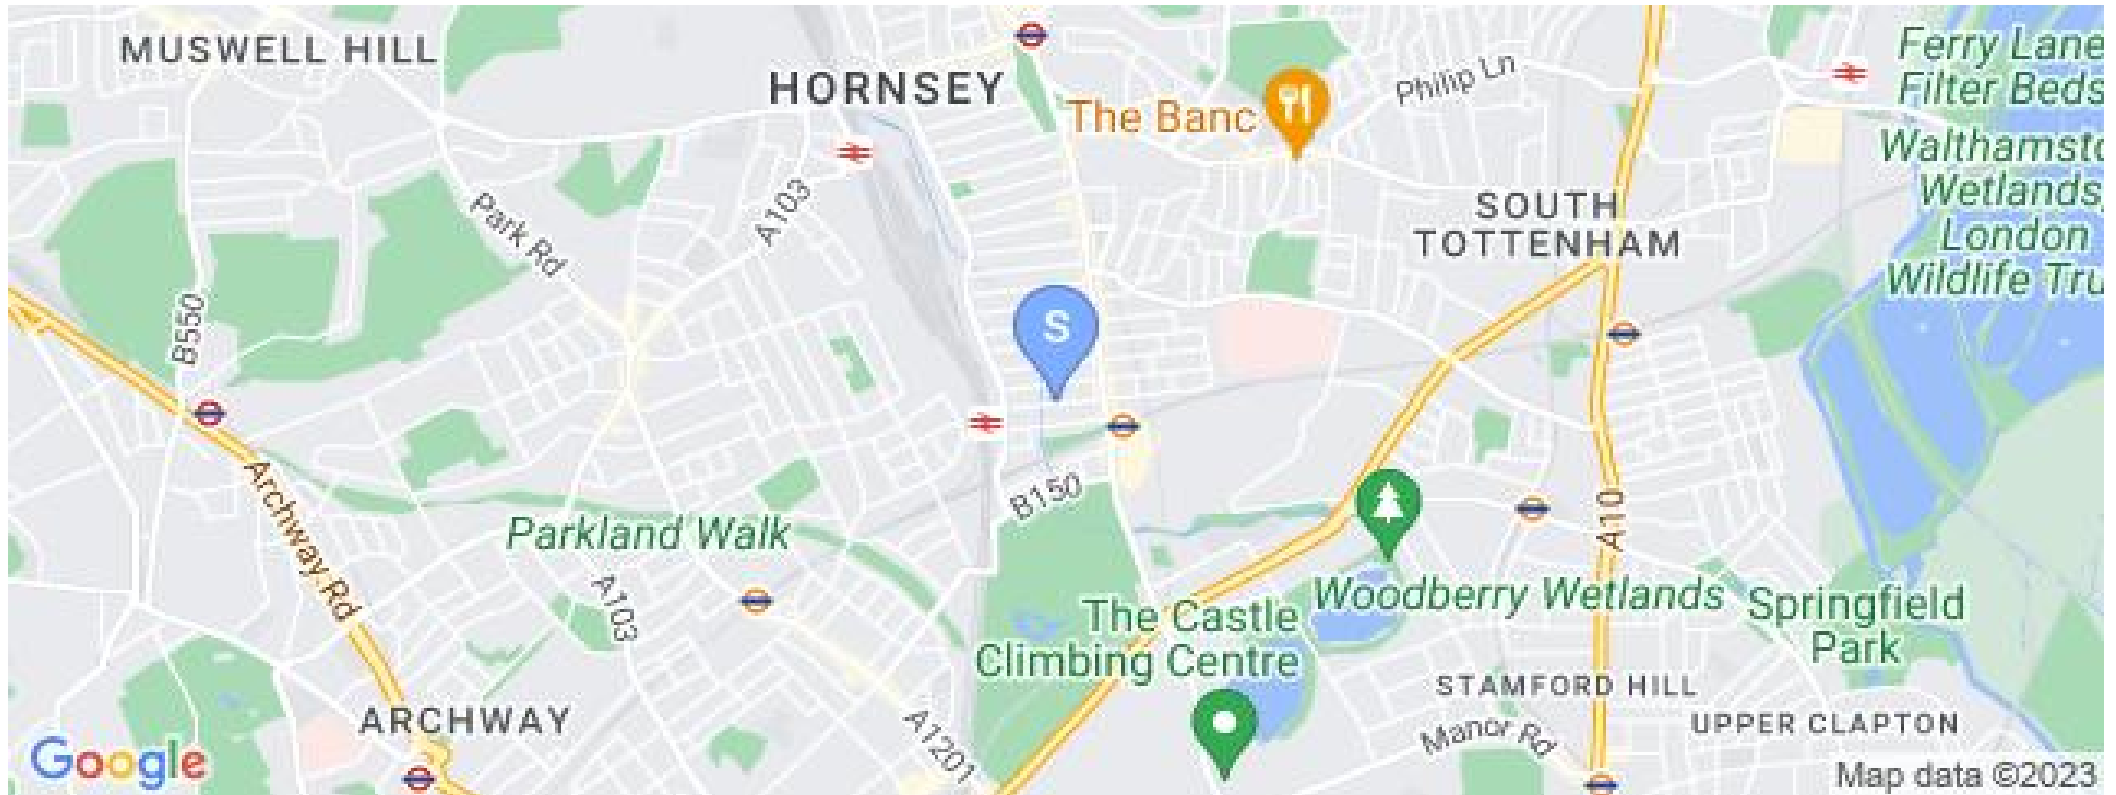 MUSWELL HILL
HORNSEY
The Banc
Philip Ln
Ferry Lane
Filter Beds
Walthamsto
Wetlands,
London
Wildlife Tru
Park Rd
A103
SOUTH
TOTTENHAM
B550
S
Archway Rd
Parkland Walk
B150
A10
A103
Woodberry Wetlands
The Castle
Climbing Centre
Springfield
Park
STAMFORD HILL
ARCHWAY
A1201
Manor Rd
UPPER CLAPTON
Google
Map data ©2023